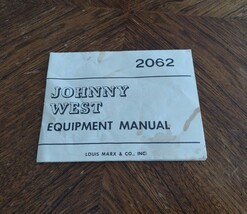 2062
JOHNNY
WEST
EQUIPMENT MANUAL
LOUIS MARX & CO., INC.